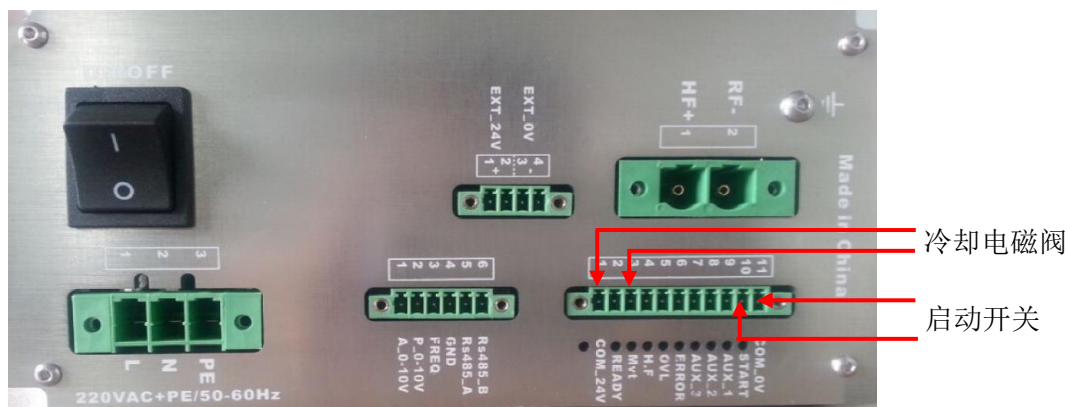 ON/OFF
I
O
EXT_24V
EXT_0V
1 2 3 4
+ -
HF+
RF-
1 2
Made in China
冷却电磁阀
启动开关
1 2 3
L N PE
220VAC+PE/50-60Hz
1 2 3 4 5 6
A_0-10V
P_0-10V
FREQ
GND
Rs485_A
Rs485_B
1 2 3 4 5 6 7 8 9 10 11
COM_24V
READY
Mvt
H.F
OVL
ERROR
AUX_3
AUX_2
AUX_1
START
COM_0V